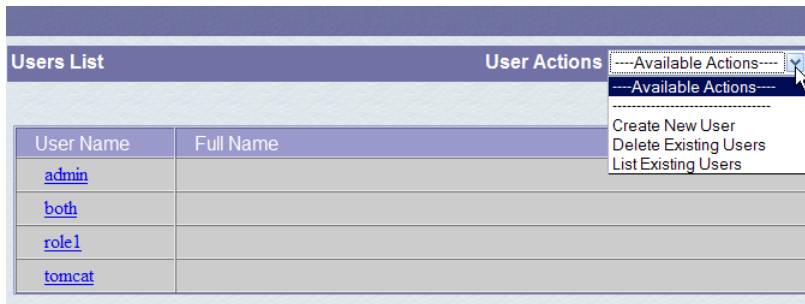 Users List User Actions ----Available Actions----
----Available Actions----
---------------------------------
Create New User
Delete Existing Users
List Existing Users
User Name Full Name
admin
both
role1
tomcat